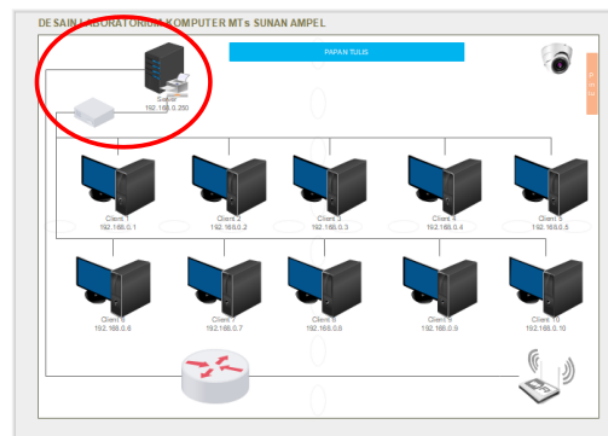 DESAIN LABORATORIUM KOMPUTER MTs SUNAN AMPEL
PAPAN TULIS
Server
192.168.0.250
Client 1
192.168.0.1
Client 2
192.168.0.2
Client 3
192.168.0.3
Client 4
192.168.0.4
Client 5
192.168.0.5
Client 6
192.168.0.6
Client 7
192.168.0.7
Client 8
192.168.0.8
Client 9
192.168.0.9
Client 10
192.168.0.10